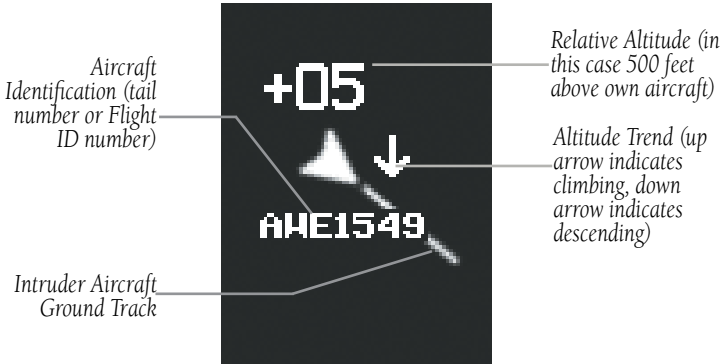 Aircraft
Identification (tail
number or Flight
ID number)
Intruder Aircraft
Ground Track
+05
AWE1549
Relative Altitude (in
this case 500 feet
above own aircraft)
Altitude Trend (up
arrow indicates
climbing, down
arrow indicates
descending)